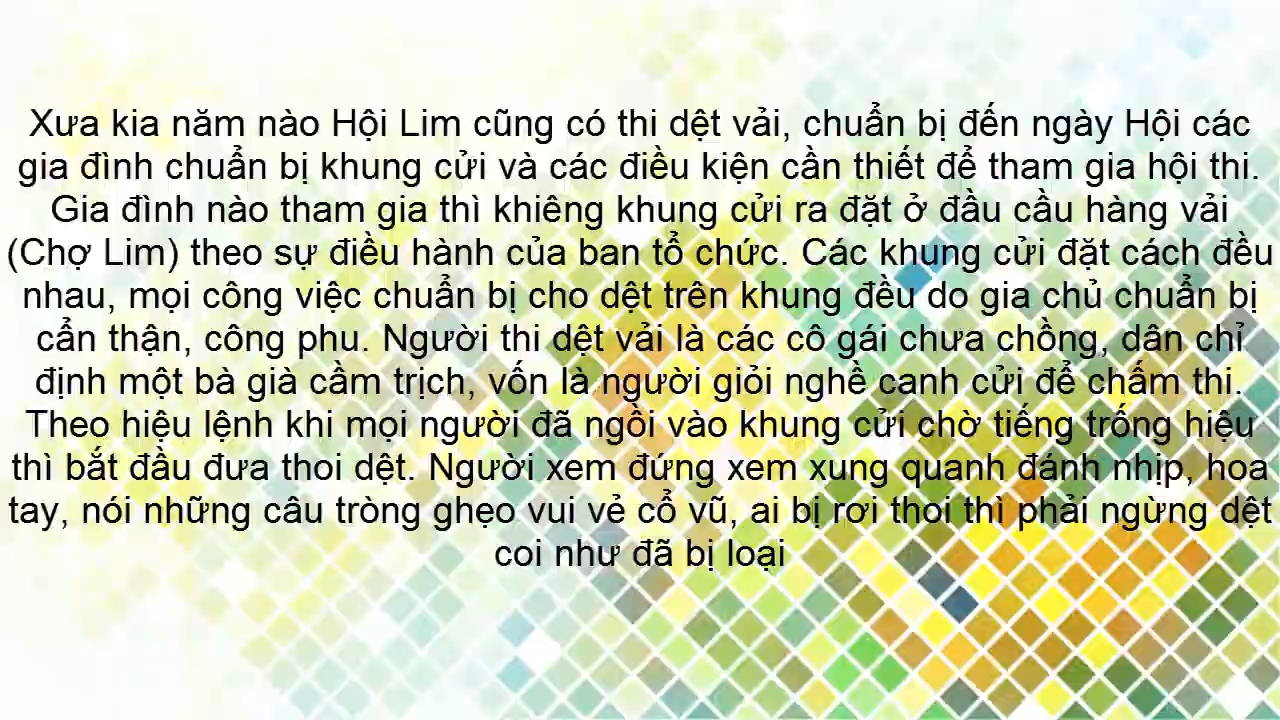 Xưa kia năm nào Hội Lim cũng có thi dệt vải, chuẩn bị đến ngày Hội các
gia đình chuẩn bị khung cửi và các điều kiện cần thiết để tham gia hội thi.
Gia đình nào tham gia thì khiêng khung cửi ra đặt ở đầu cầu hàng vải
(Chợ Lim) theo sự điều hành của ban tổ chức. Các khung cửi đặt cách đều
nhau, mọi công việc chuẩn bị cho dệt trên khung đều do gia chủ chuẩn bị
cẩn thận, công phu. Người thi dệt vải là các cô gái chưa chồng, dân chỉ
định một bà già cầm trịch, vốn là người giỏi nghề canh cửi để chấm thi.
Theo hiệu lệnh khi mọi người đã ngồi vào khung cửi chờ tiếng trống hiệu
thì bắt đầu đưa thoi dệt. Người xem đứng xem xung quanh đánh nhịp, hoa
tay, nói những câu tròng ghẹo vui vẻ cổ vũ, ai bị rơi thoi thì phải ngừng dệt
coi như đã bị loại